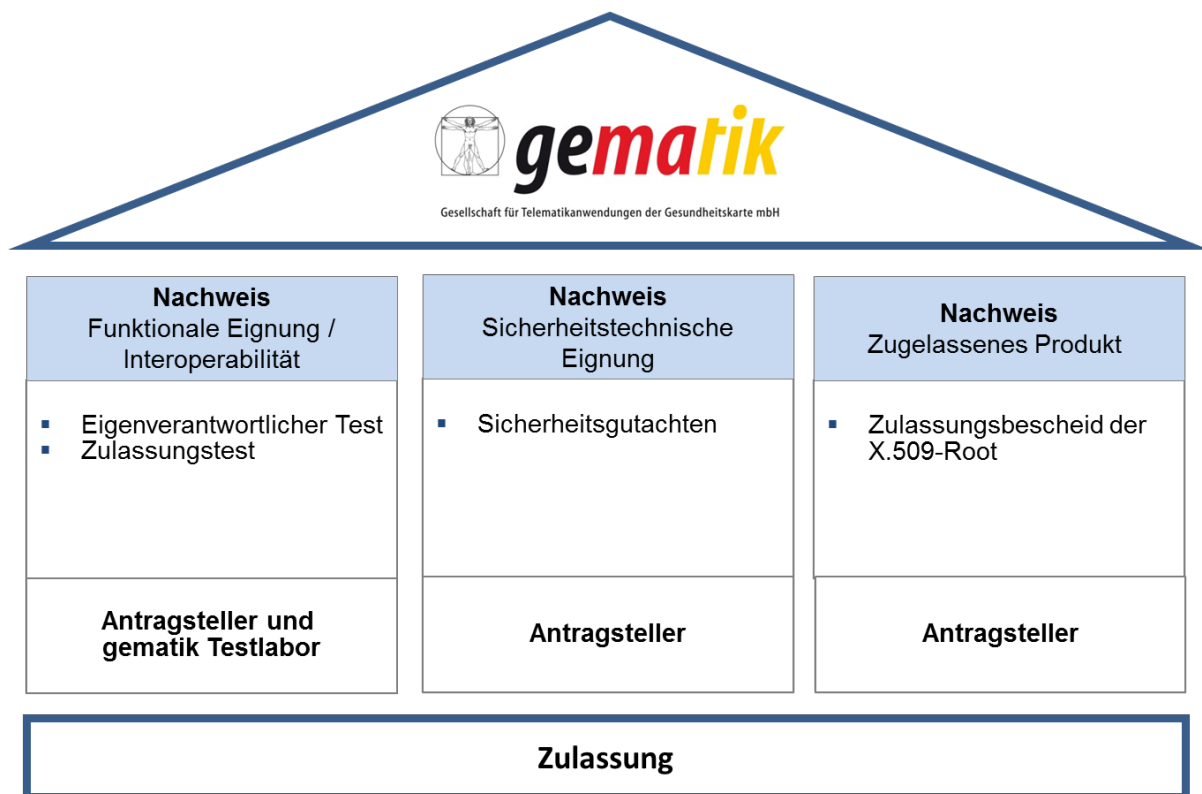 gematik
Gesellschaft für Telematikanwendungen der Gesundheitskarte mbH
Nachweis
Funktionale Eignung /
Interoperabilität
Eigenverantwortlicher Test
Zulassungstest
Antragsteller und
gematik Testlabor
Nachweis
Sicherheitstechnische
Eignung
Sicherheitsgutachten
Antragsteller
Nachweis
Zugelassenes Produkt
Zulassungsbescheid der
X.509-Root
Antragsteller
Zulassung